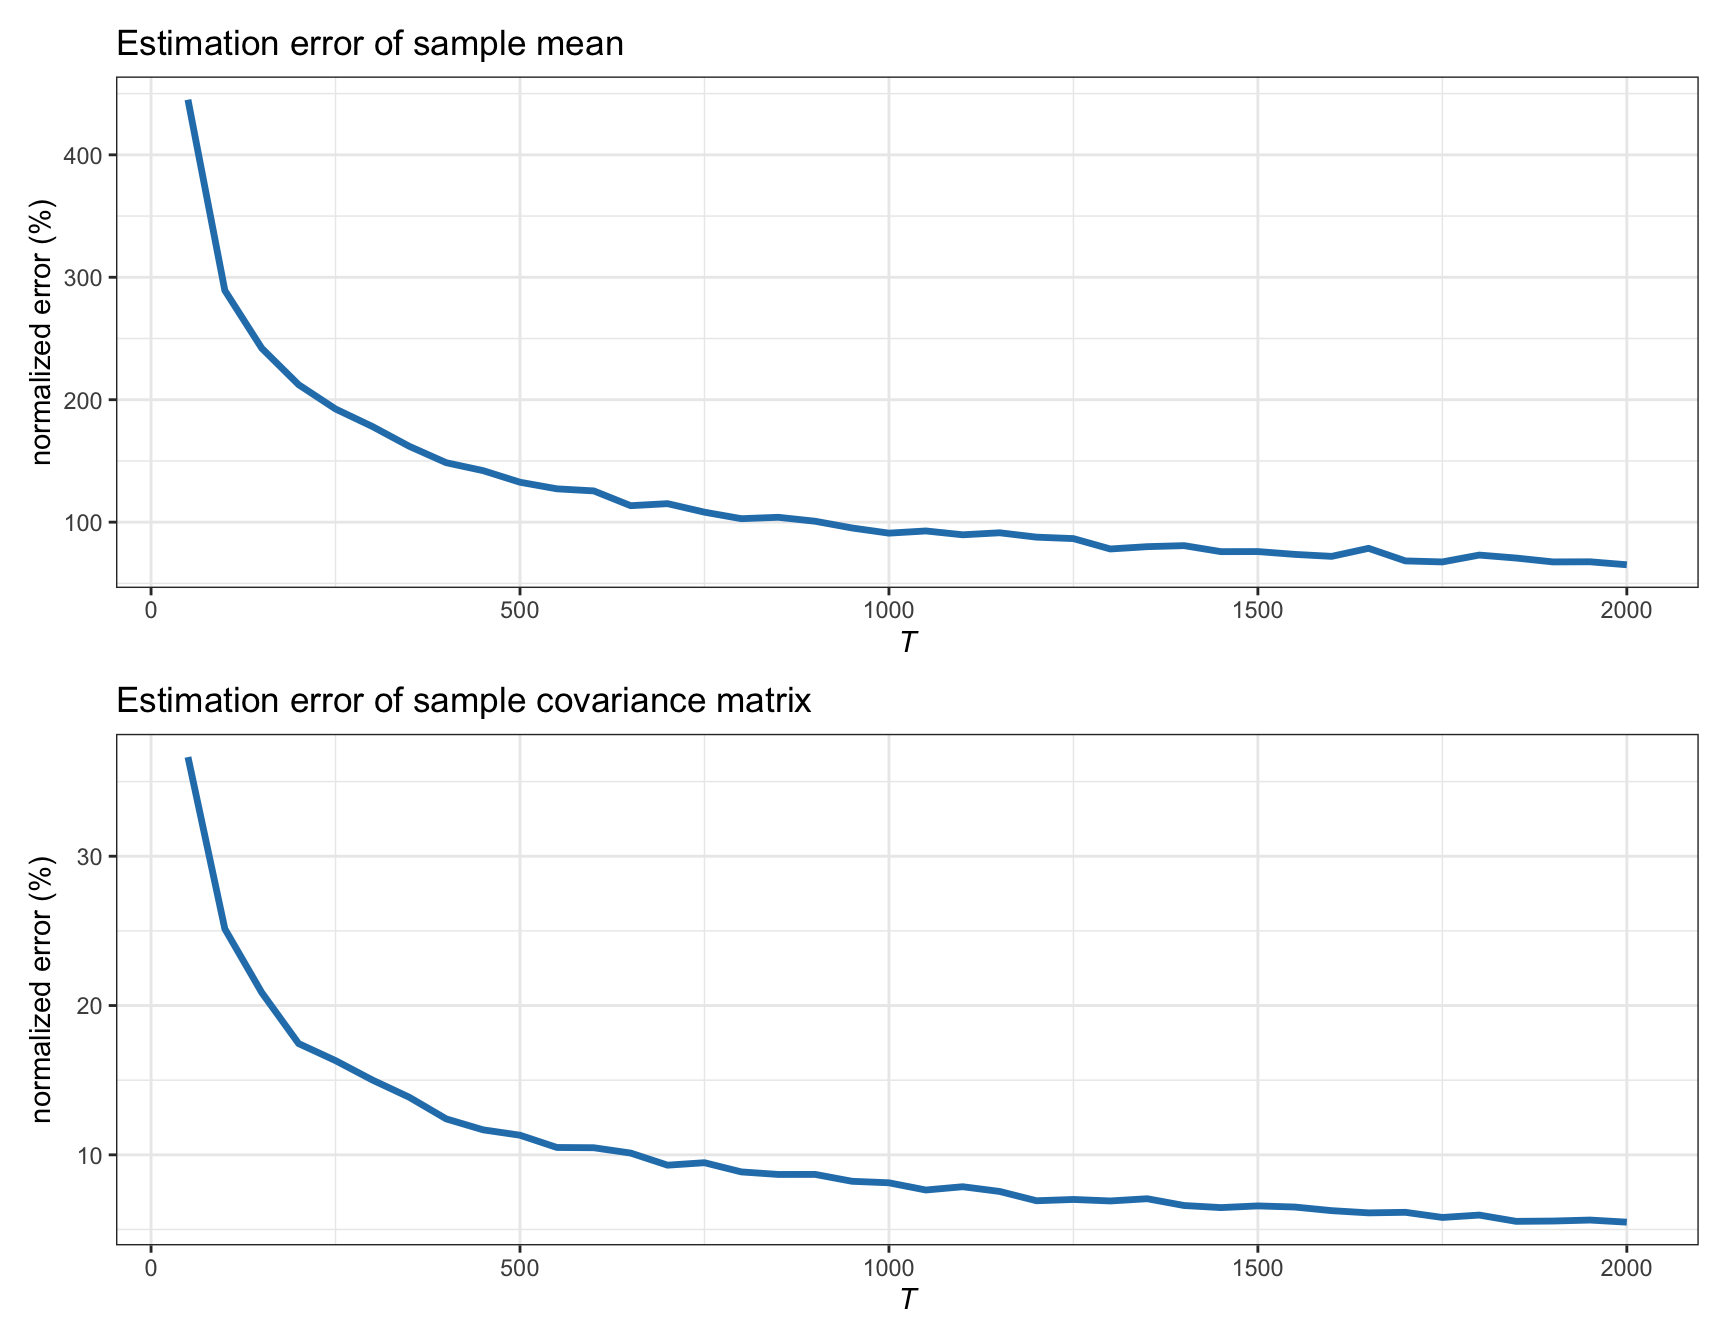 Estimation error of sample mean
normalized error (%)
400
300
200
100
0 500 1000 1500 2000
T
Estimation error of sample covariance matrix
normalized error (%)
30
20
10
0 500 1000 1500 2000
T